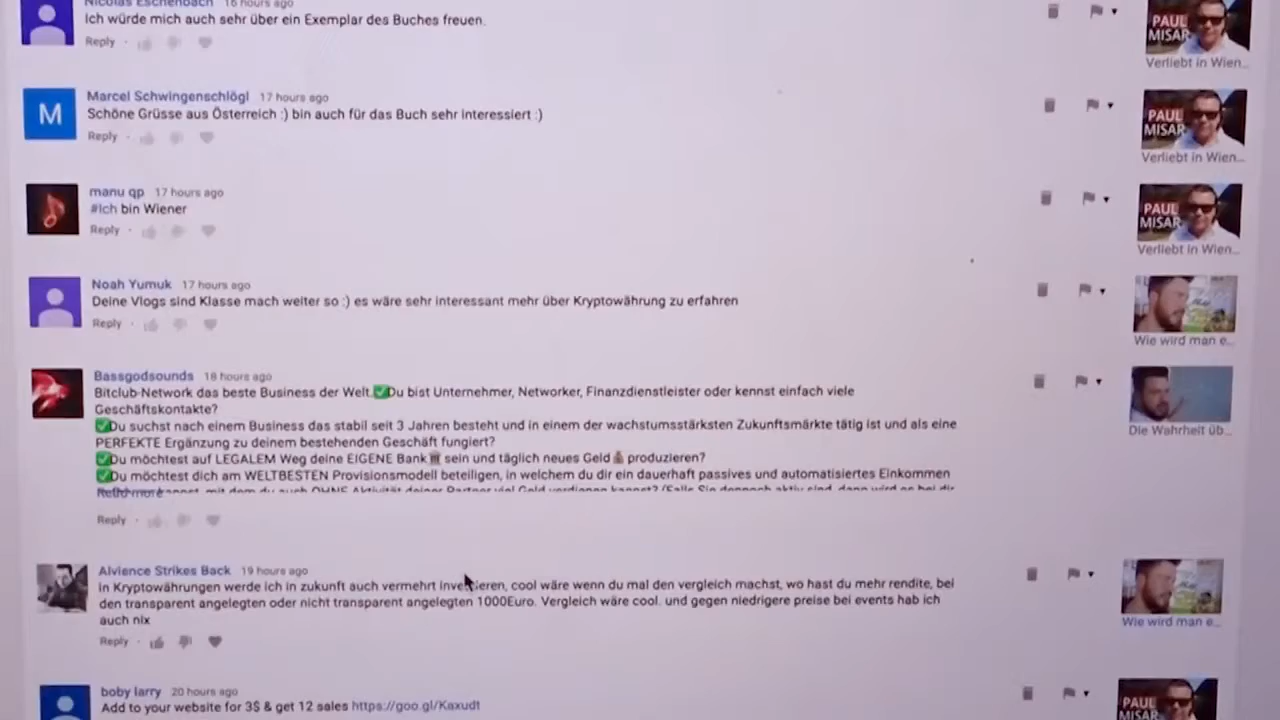 Nicolas Eschenbach 16 hours ago
Ich würde mich auch sehr über ein Exemplar des Buches freuen.
Reply
PAUL
MISAR
Verliebt in Wien...
M
Marcel Schwingenschlögl 17 hours ago
Schöne Grüsse aus Österreich :) bin auch für das Buch sehr interessiert :)
Reply
PAUL
MISAR
Verliebt in Wien...
manu qp 17 hours ago
#Ich bin Wiener
Reply
PAUL
MISAR
Verliebt in Wien...
Noah Yumuk 17 hours ago
Deine Vlogs sind Klasse mach weiter so :) es wäre sehr interessant mehr über Kryptowährung zu erfahren
Reply
Wie wird man e...
Bassgodsounds 18 hours ago
Bitclub Network das beste Business der Welt.✅Du bist Unternehmer, Networker, Finanzdienstleister oder kennst einfach viele
Geschäftskontakte?
✅Du suchst nach einem Business das stabil seit 3 Jahren besteht und in einem der wachstumsstärksten Zukunftsmärkte tätig ist und als eine
PERFEKTE Ergänzung zu deinem bestehenden Geschäft fungiert?
✅Du möchtest auf LEGALEM Weg deine EIGENE Bank🏦 sein und täglich neues Geld💰 produzieren?
✅Du möchtest dich am WELTBESTEN Provisionsmodell beteiligen, in welchem du dir ein dauerhaft passives und automatisiertes Einkommen
Read more
Reply
Die Wahrheit üb...
Alvience Strikes Back 19 hours ago
in Kryptowährungen werde ich in zukunft auch vermehrt investieren, cool wäre wenn du mal den vergleich machst, wo hast du mehr rendite, bei
den transparent angelegten oder nicht transparent angelegten 1000Euro. Vergleich wäre cool. und gegen niedrigere preise bei events hab ich
auch nix
Reply
Wie wird man e...
boby larry 20 hours ago
Add to your website for 3$ & get 12 sales https://goo.gl/Kaxudt
PAUL
MISAR